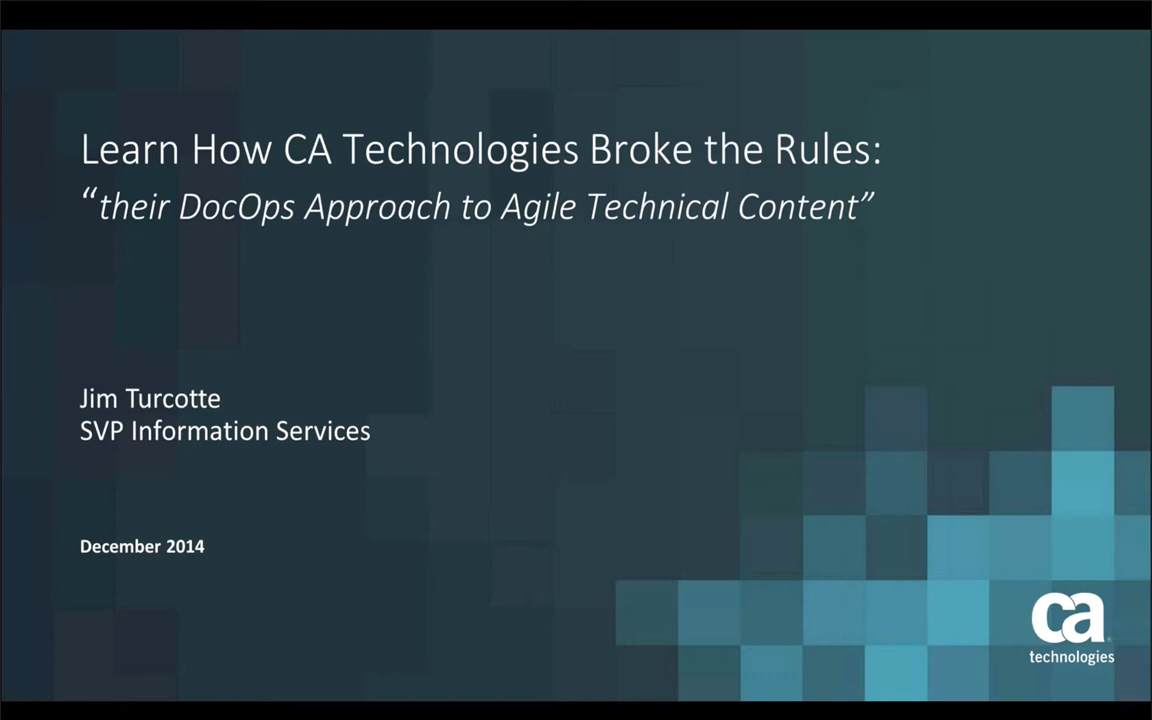 Learn How CA Technologies Broke the Rules:
“their DocOps Approach to Agile Technical Content”
Jim Turcotte
SVP Information Services
December 2014
ca
technologies